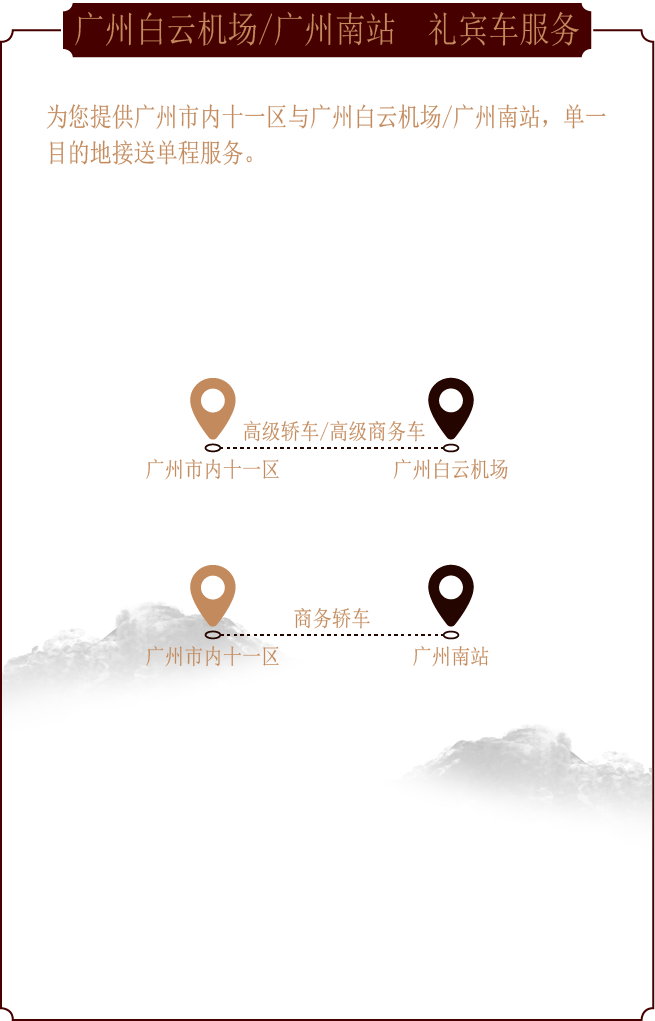 广州白云机场/广州南站　礼宾车服务
为您提供广州市内十一区与广州白云机场/广州南站，单一
目的地接送单程服务。
高级轿车/高级商务车
广州市内十一区
广州白云机场
商务轿车
广州市内十一区
广州南站